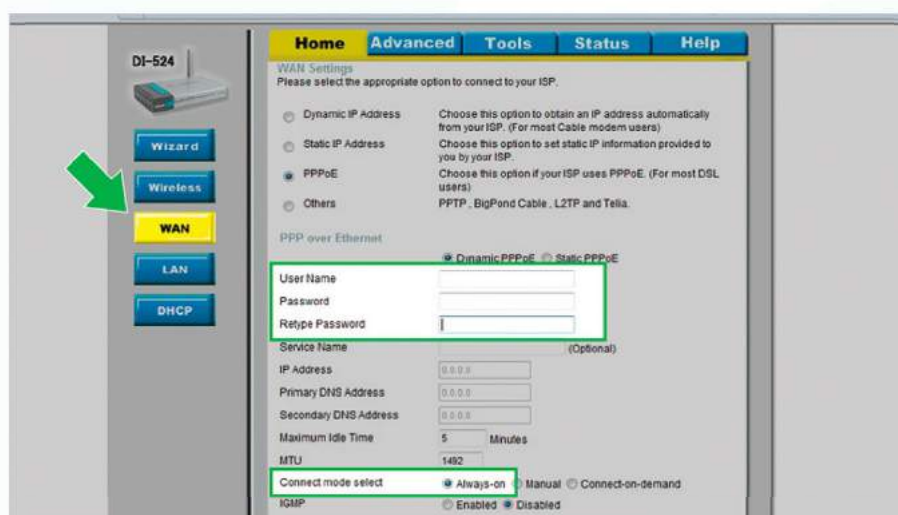 Home Advanced Tools Status Help
DI-524
WAN Settings
Please select the appropriate option to connect to your ISP.
Dynamic IP Address Choose this option to obtain an IP address automatically
from your ISP. (For most Cable modem users)
Wizard
Static IP Address Choose this option to set static IP information provided to
you by your ISP.
PPPoE Choose this option if your ISP uses PPPoE. (For most DSL
users)
Wireless
Others PPTP , BigPond Cable , L2TP and Telia.
WAN
PPP over Ethernet
Dynamic PPPoE Static PPPoE
LAN
User Name
Password
DHCP
Retype Password
Service Name (Optional)
IP Address 0.0.0.0
Primary DNS Address 0.0.0.0
Secondary DNS Address 0.0.0.0
Maximum Idle Time 5 Minutes
MTU 1492
Connect mode select Always-on Manual Connect-on-demand
IGMP Enabled Disabled